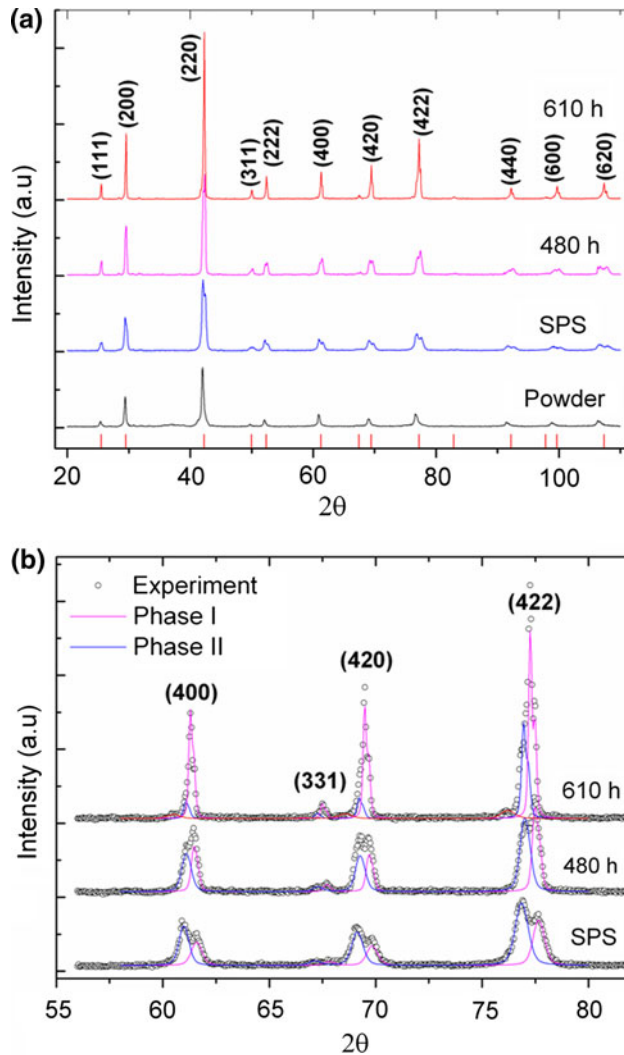 (a)
(111)
(200)
(220)
(311)
(222)
(400)
(420)
(422)
(440)
(600)
(620)
610 h
480 h
SPS
Powder
Intensity (a.u)
20 40 60 80 100
2θ
(b)
Experiment
Phase I
Phase II
(400)
(331)
(420)
(422)
610 h
480 h
SPS
Intensity (a.u)
55 60 65 70 75 80
2θ